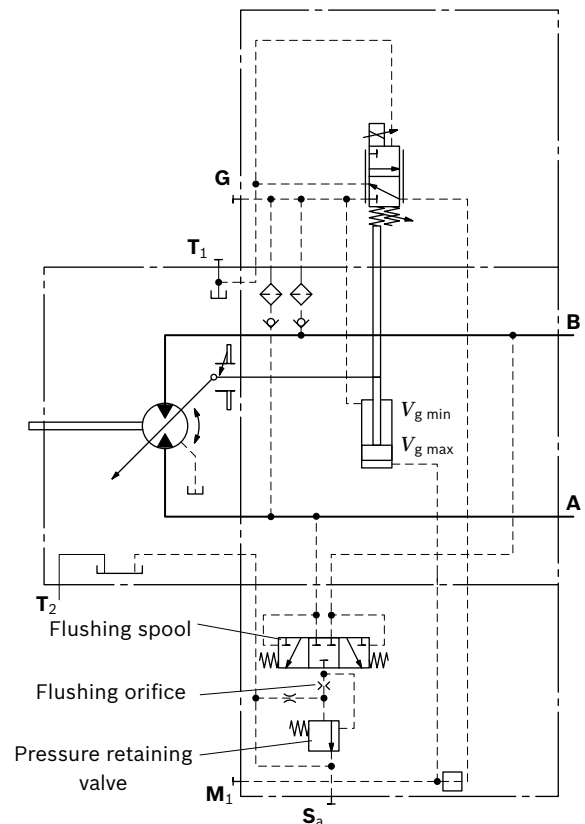 G
T1
B
Vg min
Vg max
A
T2
Flushing spool
Flushing orifice
Pressure retaining
valve
M1
Sa